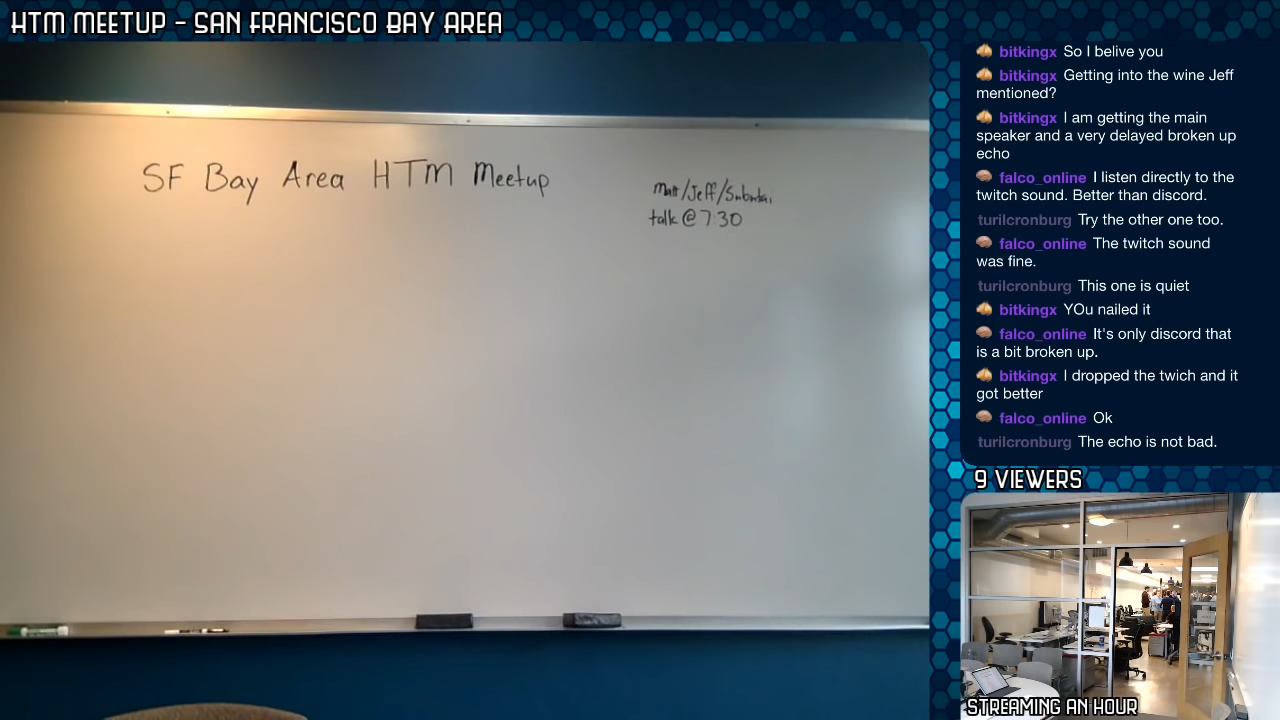 HTM MEETUP - SAN FRANCISCO BAY AREA
SF Bay Area HTM Meetup
Matt/Jeff/Subutai
talk @ 7:30
bitkingx So I belive you
bitkingx Getting into the wine Jeff
mentioned?
bitkingx I am getting the main
speaker and a very delayed broken up
echo
falco_online I listen directly to the
twitch sound. Better than discord.
turilcronburg Try the other one too.
falco_online The twitch sound
was fine.
turilcronburg This one is quiet
bitkingx YOu nailed it
falco_online It's only discord that
is a bit broken up.
bitkingx I dropped the twich and it
got better
falco_online Ok
turilcronburg The echo is not bad.
9 VIEWERS
STREAMING AN HOUR